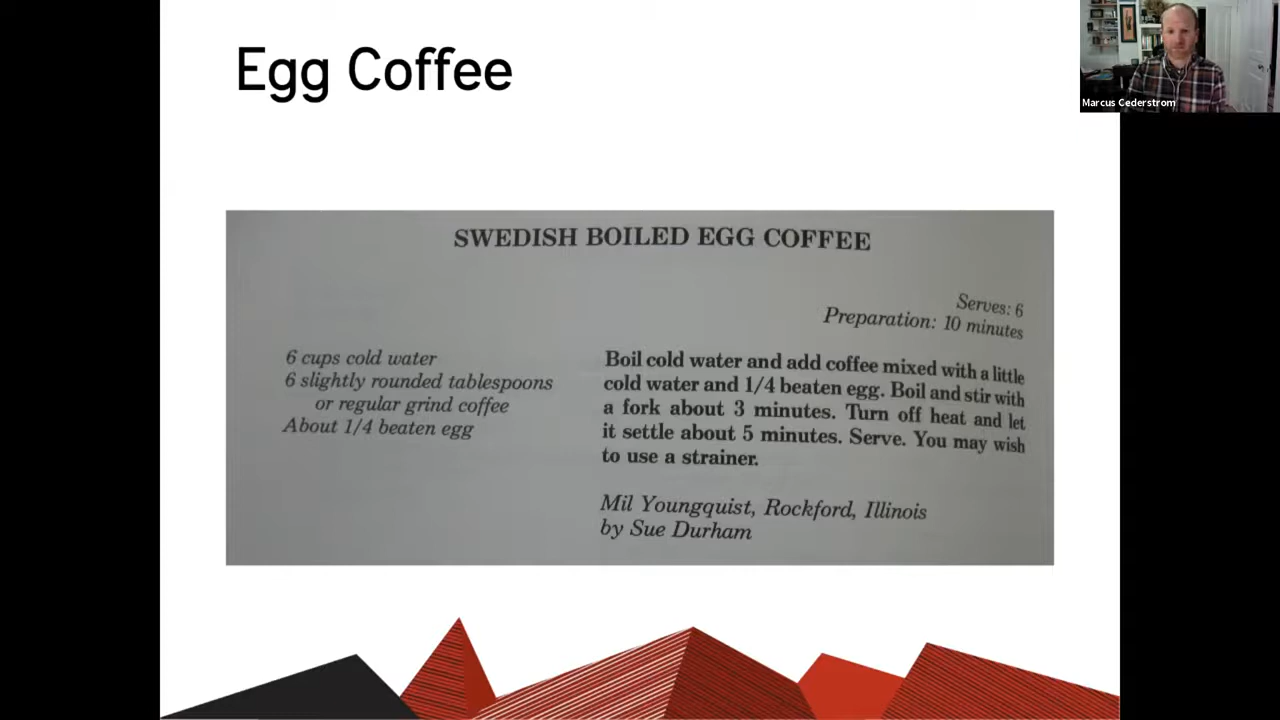 Egg Coffee
Marcus Cederstrom
SWEDISH BOILED EGG COFFEE
Serves: 6
Preparation: 10 minutes
6 cups cold water
6 slightly rounded tablespoons
or regular grind coffee
About 1/4 beaten egg
Boil cold water and add coffee mixed with a little
cold water and 1/4 beaten egg. Boil and stir with
a fork about 3 minutes. Turn off heat and let
it settle about 5 minutes. Serve. You may wish
to use a strainer.
Mil Youngquist, Rockford, Illinois
by Sue Durham